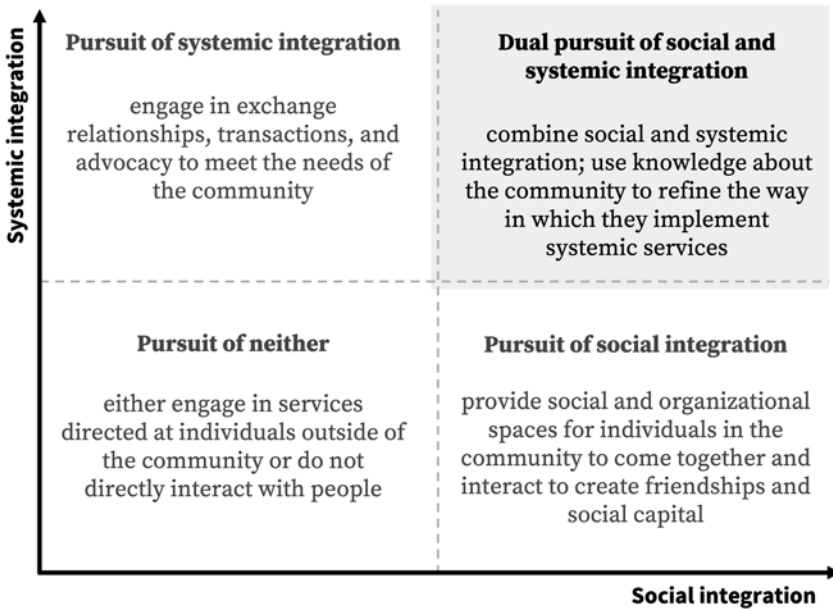 Systemic integration
Pursuit of systemic integration
engage in exchange
relationships, transactions, and
advocacy to meet the needs of
the community
Dual pursuit of social and
systemic integration
combine social and systemic
integration; use knowledge about
the community to refine the way
in which they implement
systemic services
Pursuit of neither
either engage in services
directed at individuals outside of
the community or do not
directly interact with people
Pursuit of social integration
provide social and organizational
spaces for individuals in the
community to come together and
interact to create friendships and
social capital
Social integration